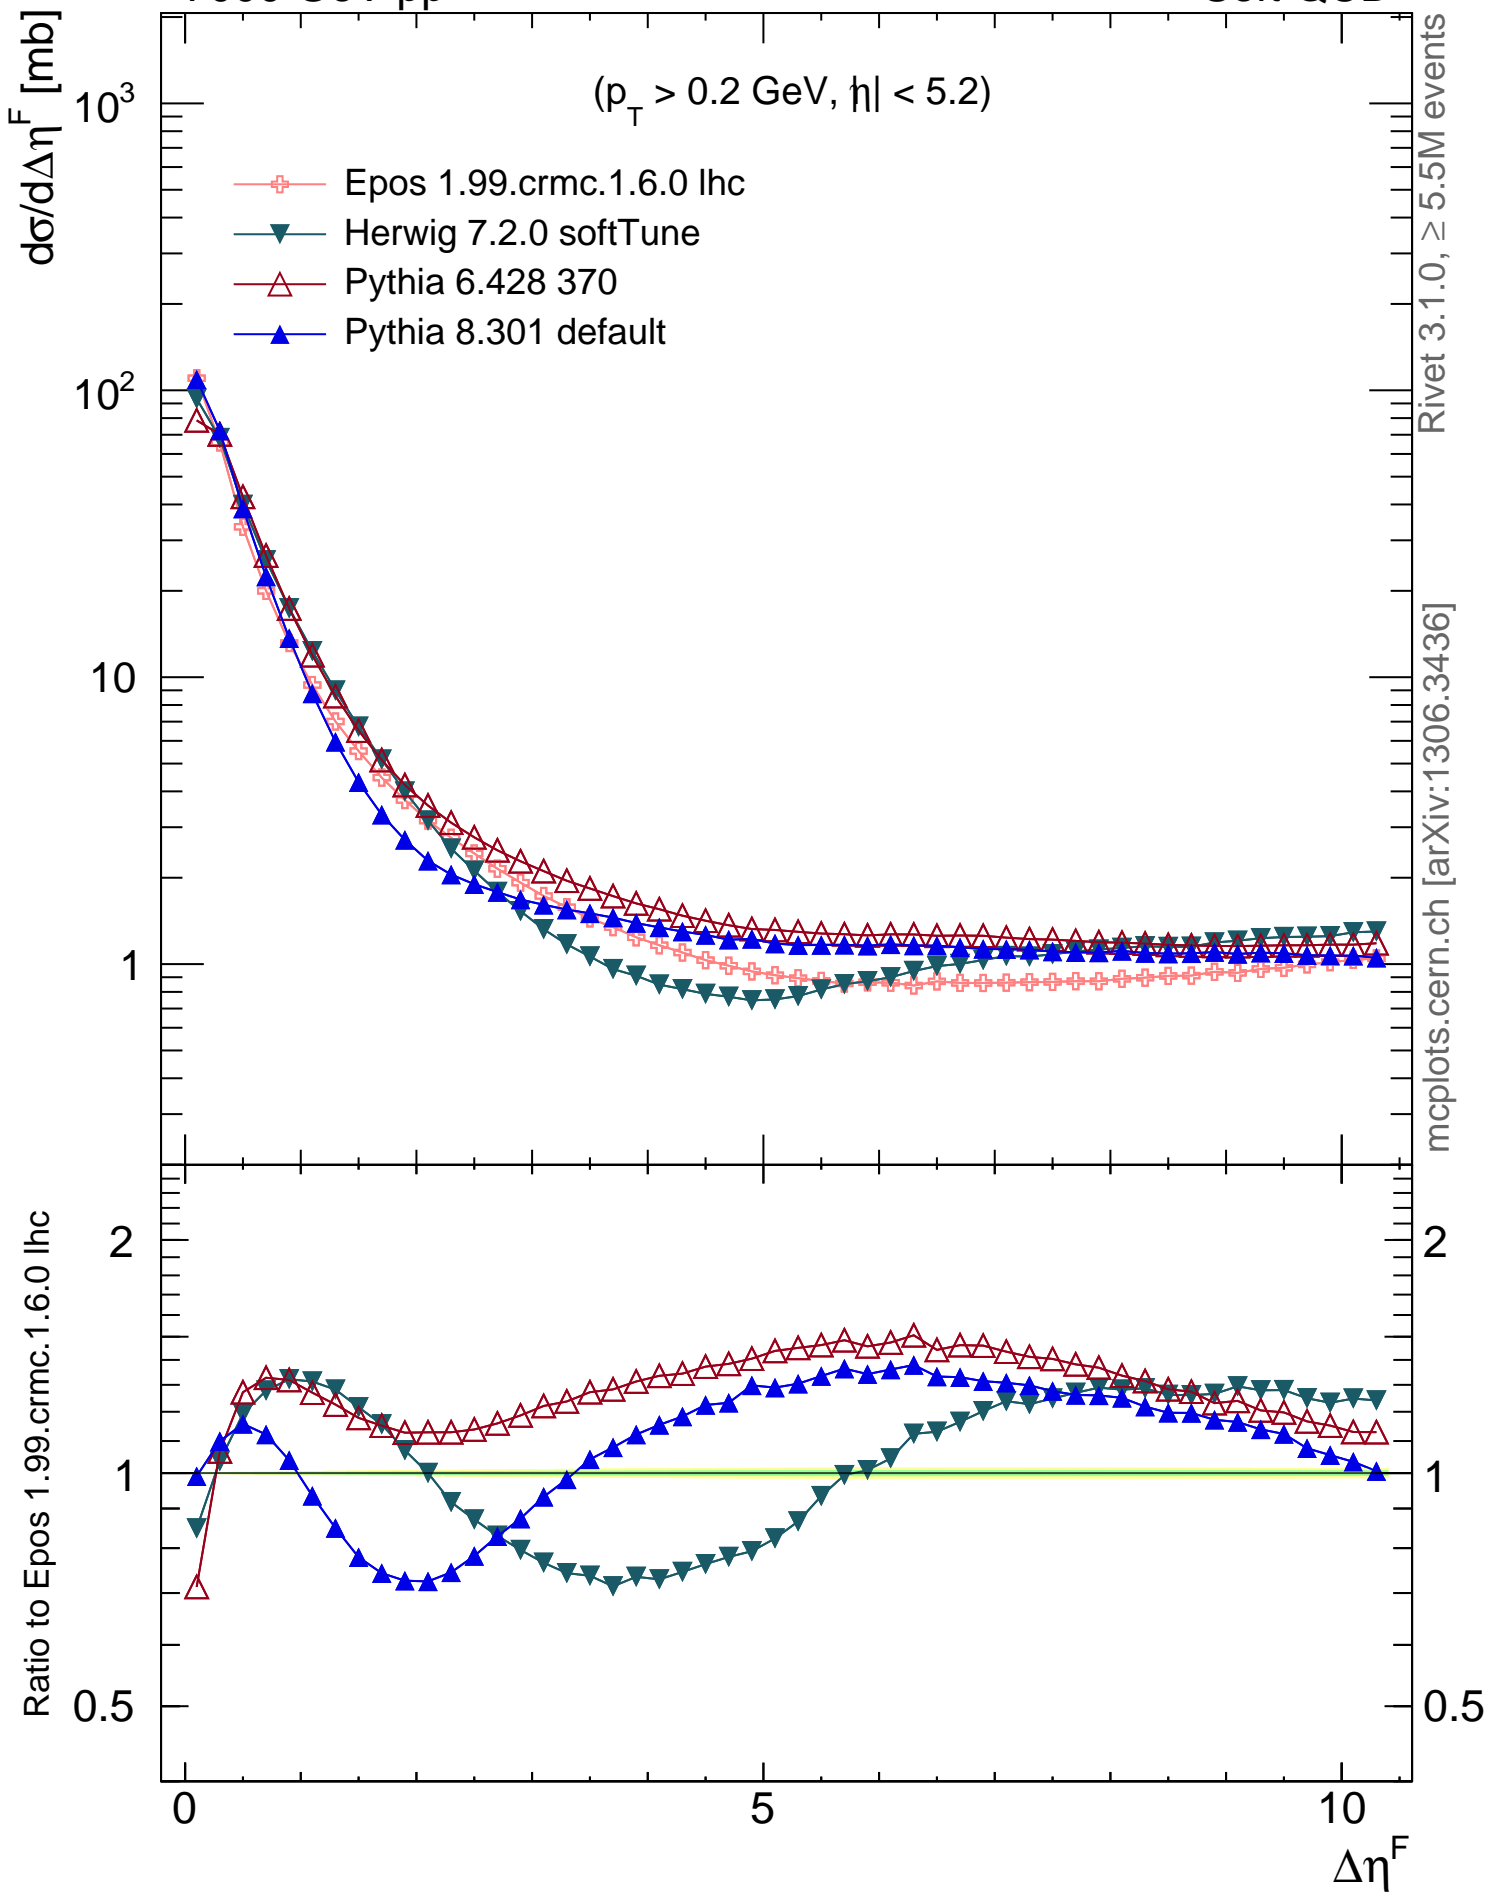 (p_T > 0.2 GeV, |η| < 5.2)
Epos 1.99.crmc.1.6.0 lhc
Herwig 7.2.0 softTune
Pythia 6.428 370
Pythia 8.301 default
dσ/dΔη^F [mb]
10^3
10^2
10
1
Rivet 3.1.0, ≥ 5.5M events
mcplots.cern.ch [arXiv:1306.3436]
Ratio to Epos 1.99.crmc.1.6.0 lhc
2
1
0.5
2
1
0.5
0 5 10
Δη^F